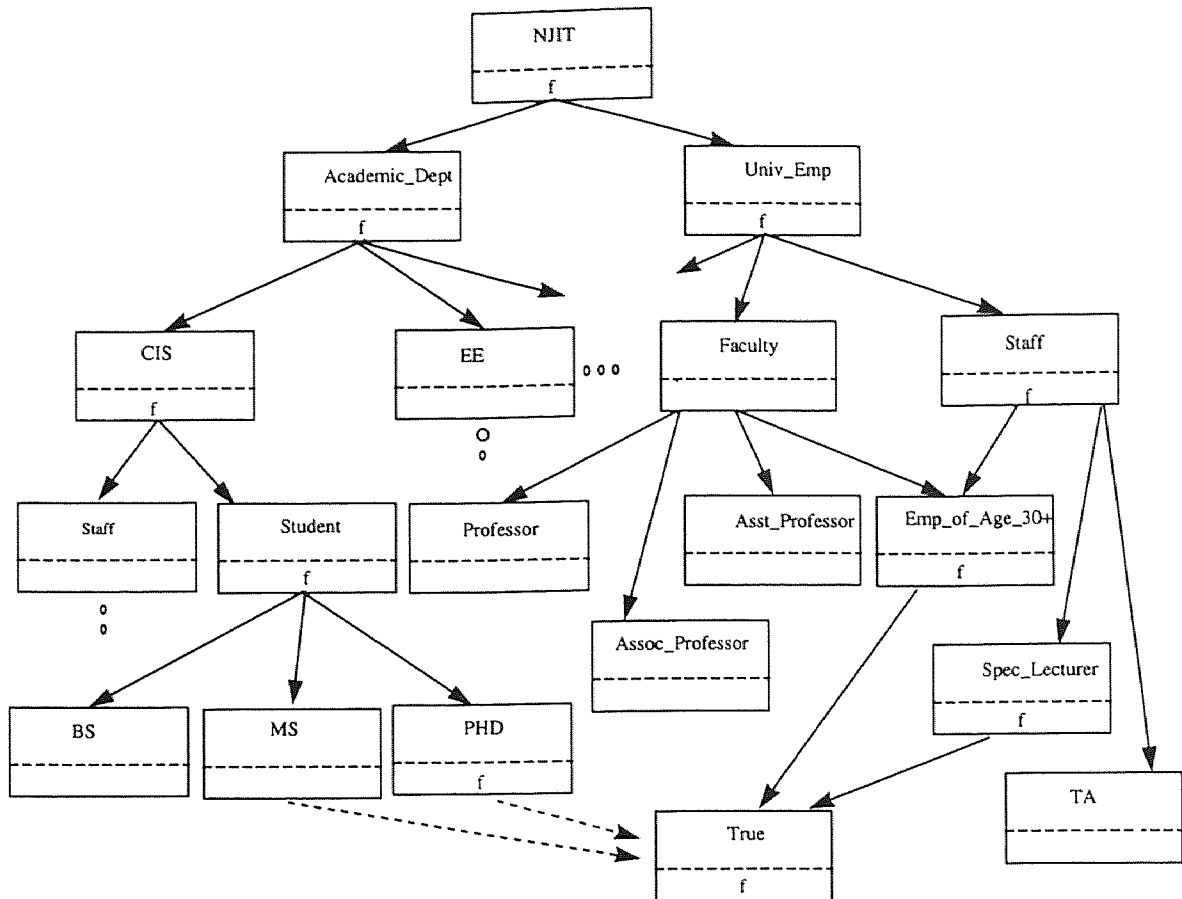 NJIT
f
Academic_Dept
f
Univ_Emp
f
CIS
f
EE
Faculty
Staff
f
Staff
Student
f
Professor
Asst_Professor
Emp_of_Age_30+
f
Assoc_Professor
Spec_Lecturer
f
BS
MS
PHD
f
True
f
TA